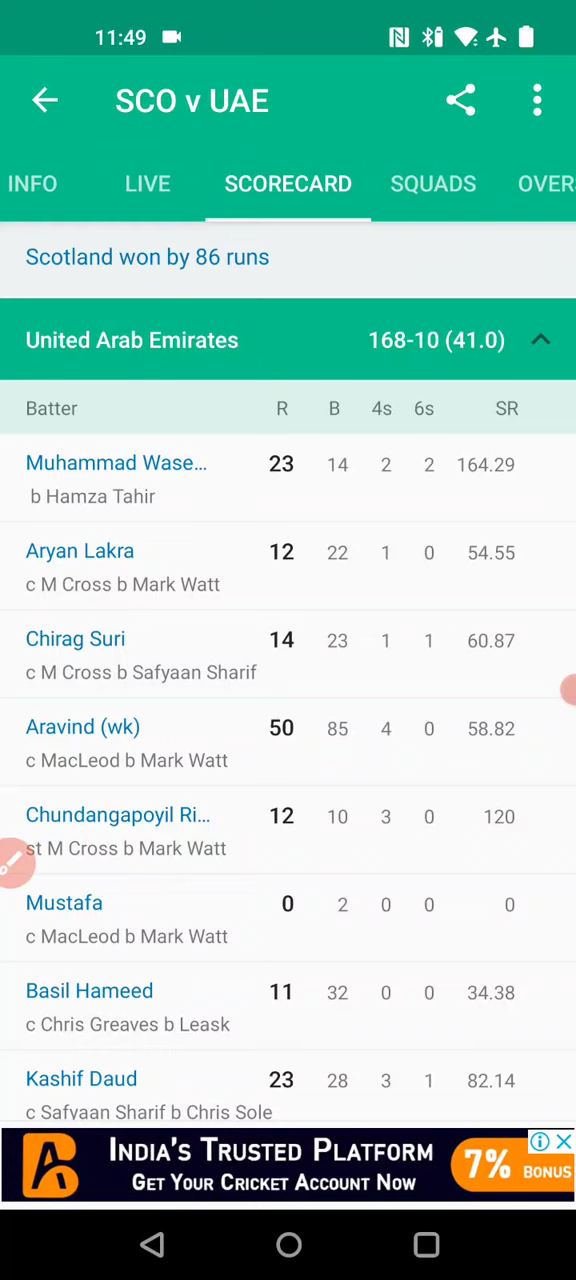 11:49
SCO v UAE
INFO LIVE SCORECARD SQUADS OVERS
Scotland won by 86 runs
United Arab Emirates 168-10 (41.0)
Batter R B 4s 6s SR
Muhammad Wase... 23 14 2 2 164.29
b Hamza Tahir
Aryan Lakra 12 22 1 0 54.55
c M Cross b Mark Watt
Chirag Suri 14 23 1 1 60.87
c M Cross b Safyaan Sharif
Aravind (wk) 50 85 4 0 58.82
c MacLeod b Mark Watt
Chundangapoyil Ri... 12 10 3 0 120
st M Cross b Mark Watt
Mustafa 0 2 0 0 0
c MacLeod b Mark Watt
Basil Hameed 11 32 0 0 34.38
c Chris Greaves b Leask
Kashif Daud 23 28 3 1 82.14
c Safyaan Sharif b Chris Sole
INDIA'S TRUSTED PLATFORM
GET YOUR CRICKET ACCOUNT NOW
7% BONUS